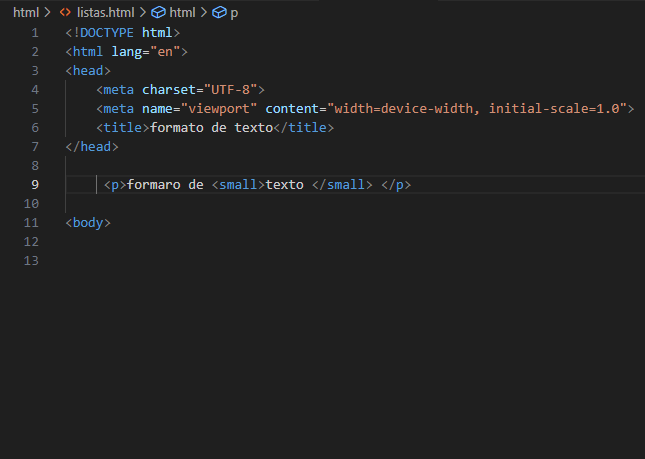 html > listas.html > html > p
1 <!DOCTYPE html>
2 <html lang="en">
3 <head>
4     <meta charset="UTF-8">
5     <meta name="viewport" content="width=device-width, initial-scale=1.0">
6     <title>formato de texto</title>
7 </head>
8
9      <p>formaro de <small>texto </small> </p>
10
11 <body>
12
13